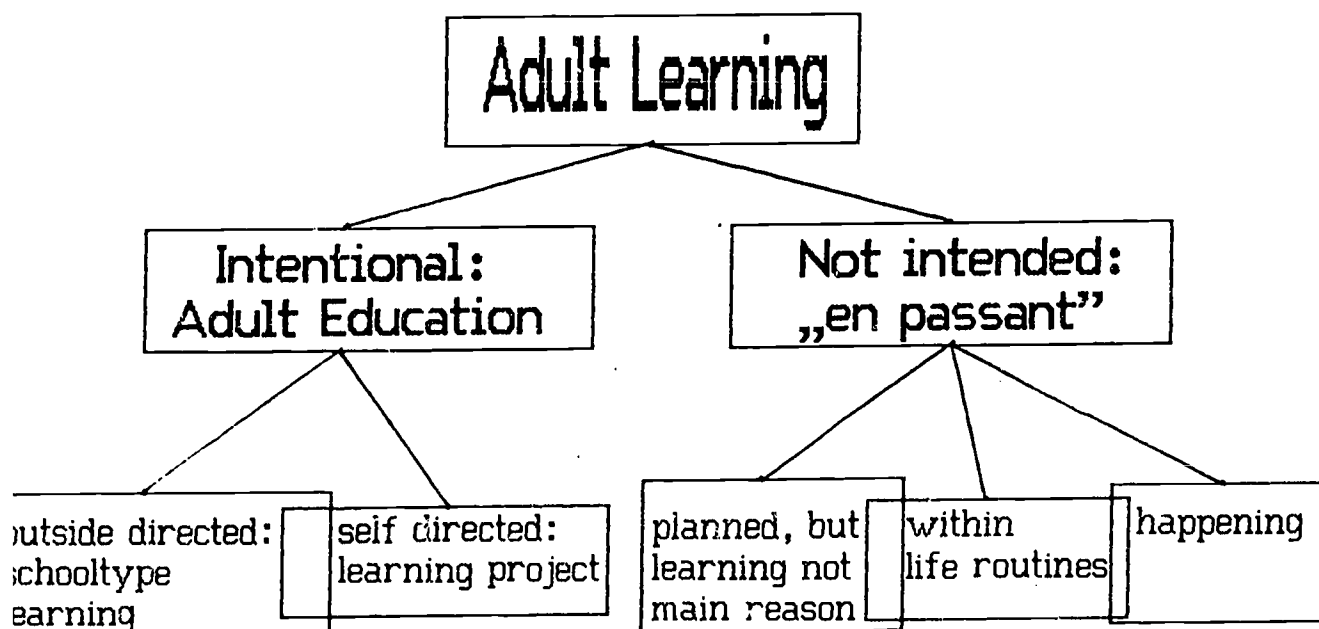 Adult Learning
Intentional:
Adult Education
Not intended:
„en passant”
outside directed:
schooltype
learning
self directed:
learning project
planned, but
learning not
main reason
within
life routines
happening